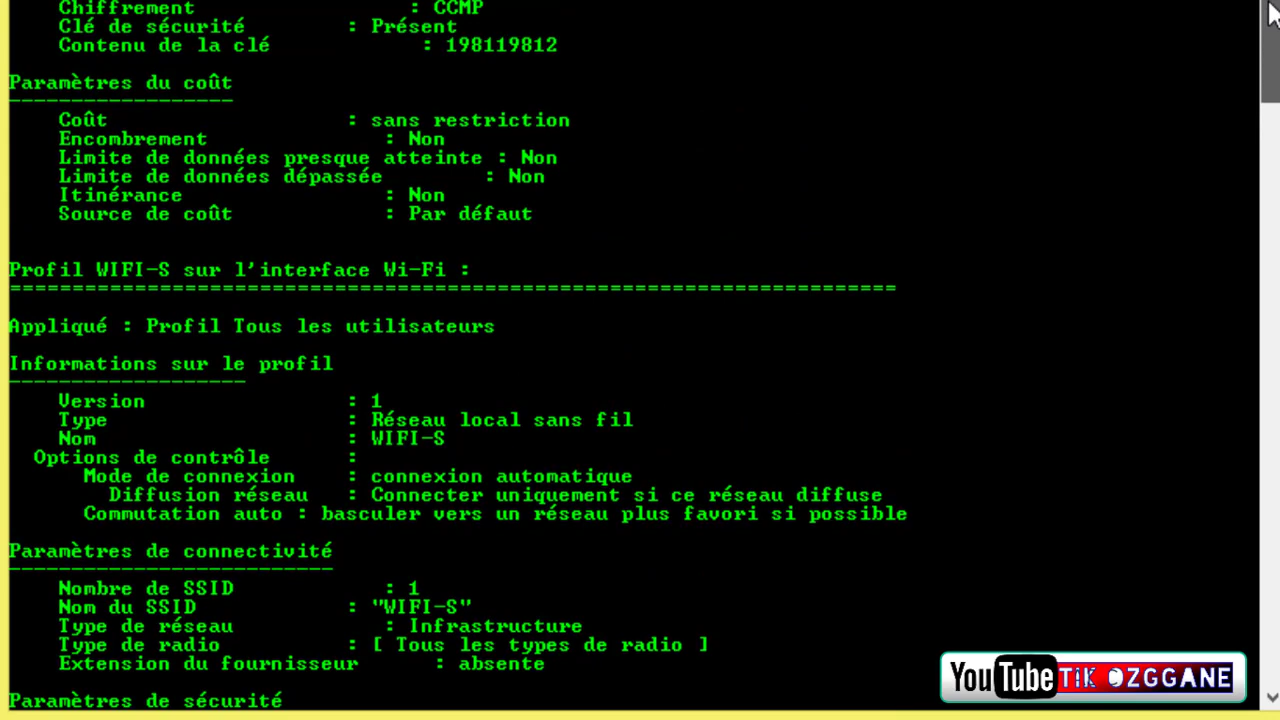 Chiffrement : CCMP
Clé de sécurité : Présent
Contenu de la clé : 198119812
Paramètres du coût
------------------
Coût : sans restriction
Encombrement : Non
Limite de données presque atteinte : Non
Limite de données dépassée : Non
Itinérance : Non
Source de coût : Par défaut
Profil WIFI-S sur l'interface Wi-Fi :
=======================================================================
Appliqué : Profil Tous les utilisateurs
Informations sur le profil
-------------------
Version : 1
Type : Réseau local sans fil
Nom : WIFI-S
Options de contrôle :
Mode de connexion : connexion automatique
Diffusion réseau : Connecter uniquement si ce réseau diffuse
Commutation auto : basculer vers un réseau plus favori si possible
Paramètres de connectivité
--------------------------
Nombre de SSID : 1
Nom du SSID : "WIFI-S"
Type de réseau : Infrastructure
Type de radio : [ Tous les types de radio ]
Extension du fournisseur : absente
Paramètres de sécurité
YouTube TIK OZGGANE